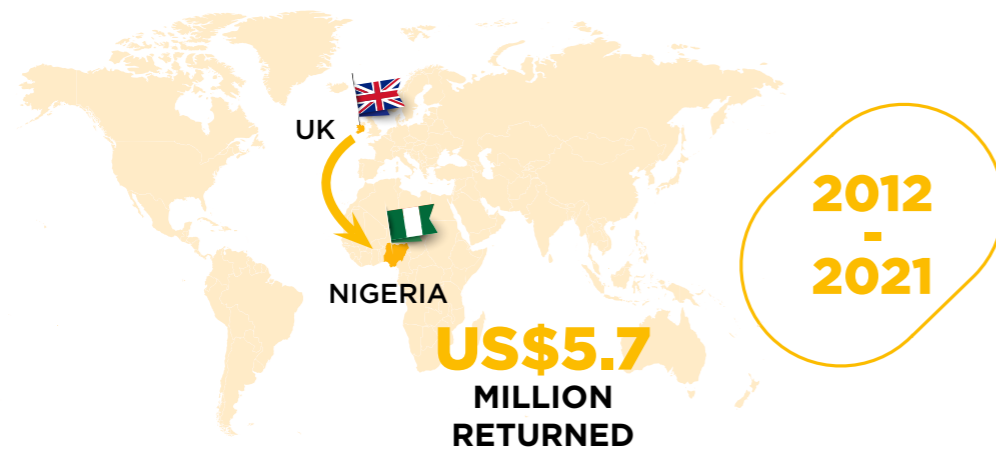 UK
NIGERIA
US$5.7
MILLION
RETURNED
2012
-
2021